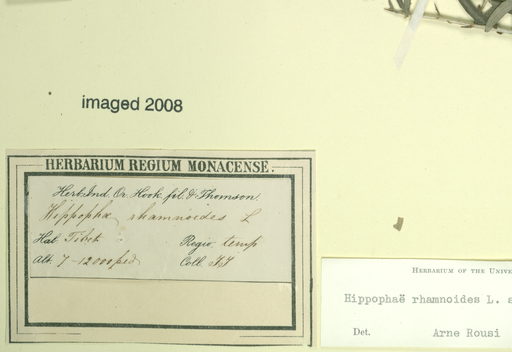 imaged 2008
HERBARIUM REGIUM MONACENSE.
Herb. Ind. Or. Hook. fil. & Thomson.
Hippophae rhamnoides L
Hab. Tibet Regio temp
Alt. 7-12000 ped Coll. T.T
HERBARIUM OF THE UNIVE
Hippophaë rhamnoides L. s
Det. Arne Rousi